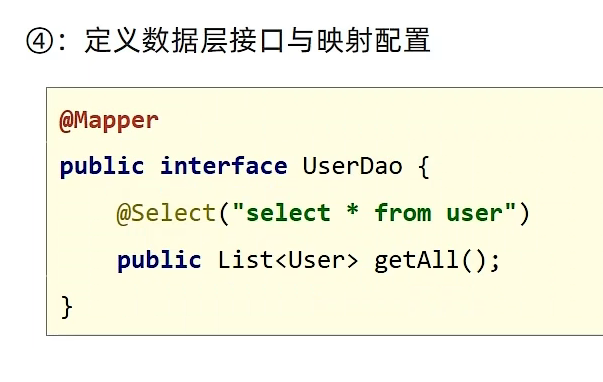 ④：定义数据层接口与映射配置
@Mapper
public interface UserDao {
    @Select("select * from user")
    public List<User> getAll();
}